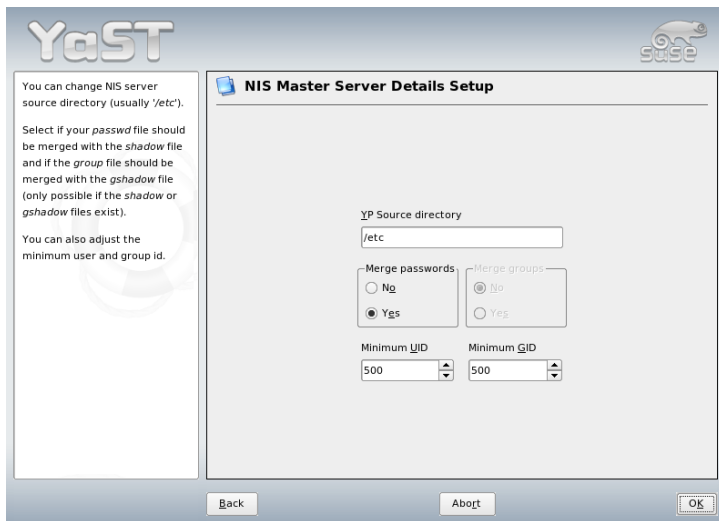 YaST
SUSE
You can change NIS server
source directory (usually '/etc').
Select if your passwd file should
be merged with the shadow file
and if the group file should be
merged with the gshadow file
(only possible if the shadow or
gshadow files exist).
You can also adjust the
minimum user and group id.
NIS Master Server Details Setup
YP Source directory
/etc
Merge passwords
No
Yes
Merge groups
No
Yes
Minimum UID
500
Minimum GID
500
Back
Abort
OK